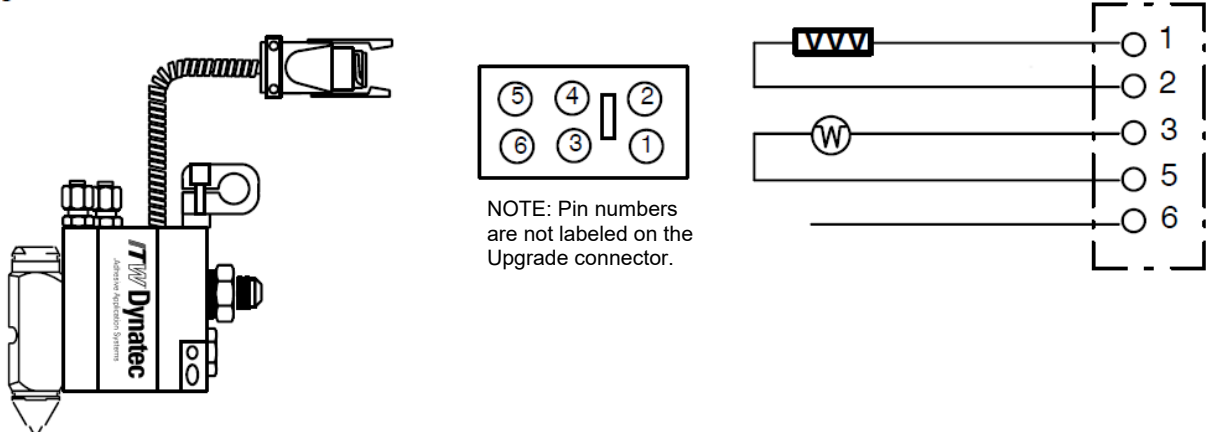 ITW Dynatec
Adhesive Application Systems
5 4 2
6 3 1
NOTE: Pin numbers
are not labeled on the
Upgrade connector.
VVV
W
1
2
3
5
6